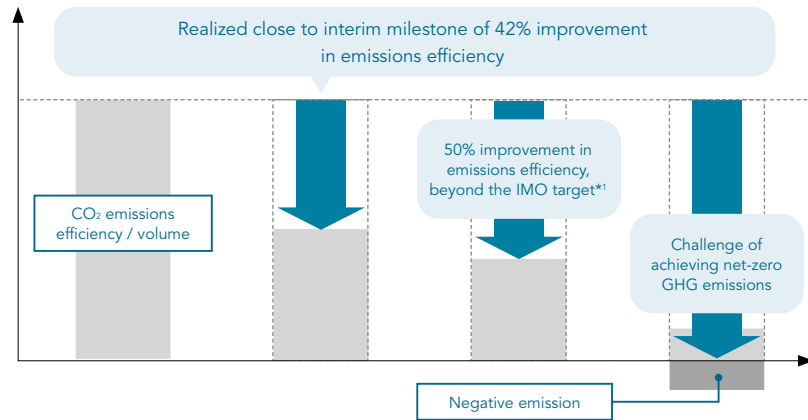 Realized close to interim milestone of 42% improvement
in emissions efficiency
CO₂ emissions
efficiency / volume
50% improvement in
emissions efficiency,
beyond the IMO target*¹
Challenge of
achieving net-zero
GHG emissions
Negative emission